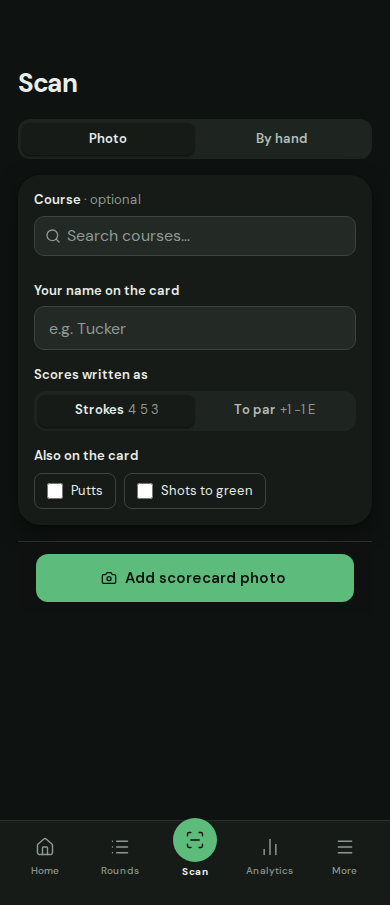 Scan
Photo By hand
Course · optional
Search courses...
Your name on the card
e.g. Tucker
Scores written as
Strokes 4 5 3 To par +1 −1 E
Also on the card
Putts Shots to green
Add scorecard photo
Home Rounds Scan Analytics More